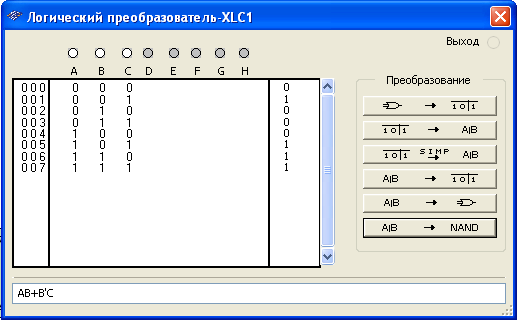 Логический преобразователь-XLC1
Выход
A B C D E F G H
000 0 0 0 0
001 0 0 1 1
002 0 1 0 0
003 0 1 1 0
004 1 0 0 0
005 1 0 1 1
006 1 1 0 1
007 1 1 1 1
Преобразование
→ 1 0 | 1
1 0 | 1 → A|B
1 0 | 1 SIMP → A|B
A|B → 1 0 | 1
A|B →
A|B → NAND
AB+B'C